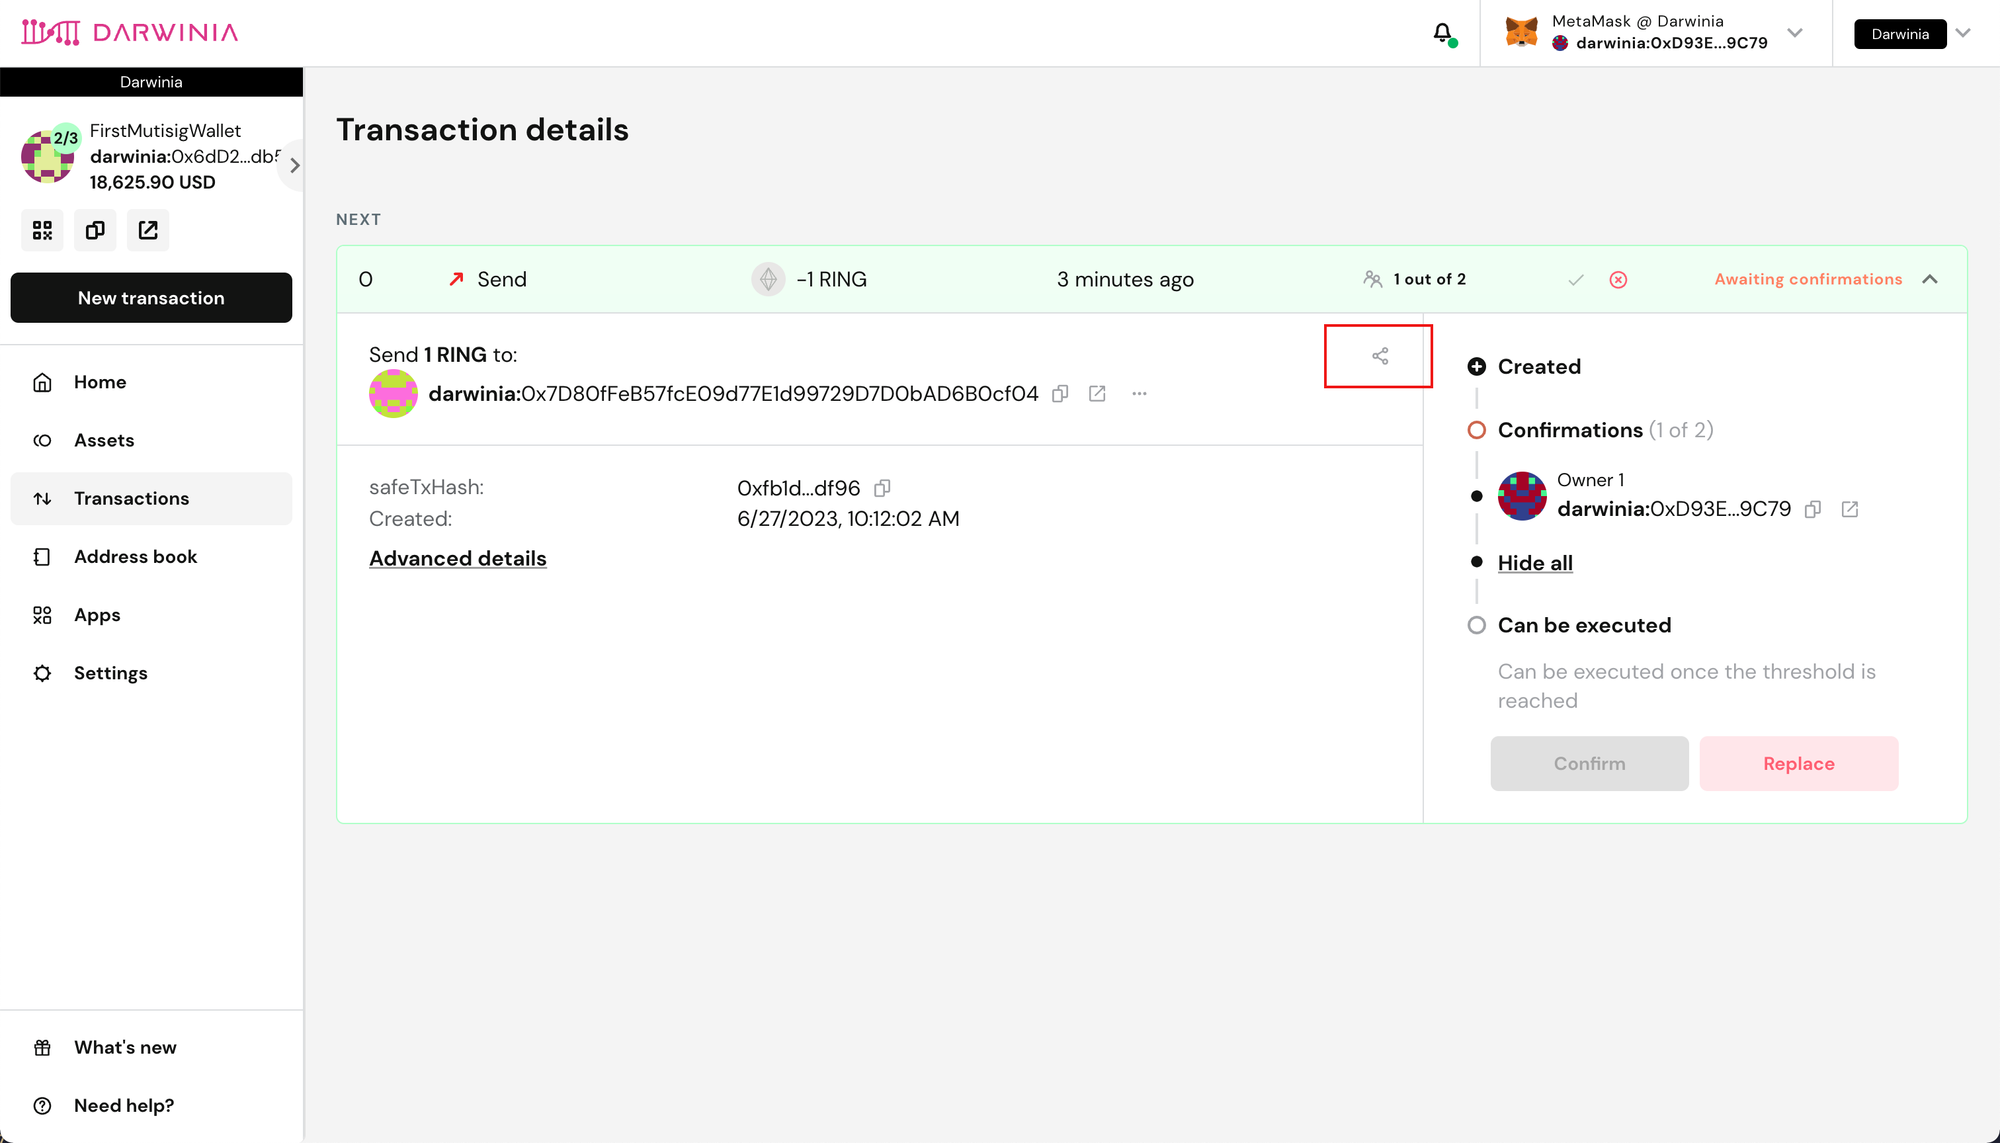 DARWINIA
MetaMask @ Darwinia
darwinia:0xD93E...9C79
Darwinia
Darwinia
2/3
FirstMutisigWallet
darwinia:0x6dD2...db5
18,625.90 USD
New transaction
Home
Assets
Transactions
Address book
Apps
Settings
What's new
Need help?
Transaction details
NEXT
0
Send
-1 RING
3 minutes ago
1 out of 2
Awaiting confirmations
Send 1 RING to:
darwinia:0x7D80fFeB57fcE09d77E1d99729D7D0bAD6B0cf04
safeTxHash:
0xfb1d...df96
Created:
6/27/2023, 10:12:02 AM
Advanced details
Created
Confirmations (1 of 2)
Owner 1
darwinia:0xD93E...9C79
Hide all
Can be executed
Can be executed once the threshold is
reached
Confirm
Replace